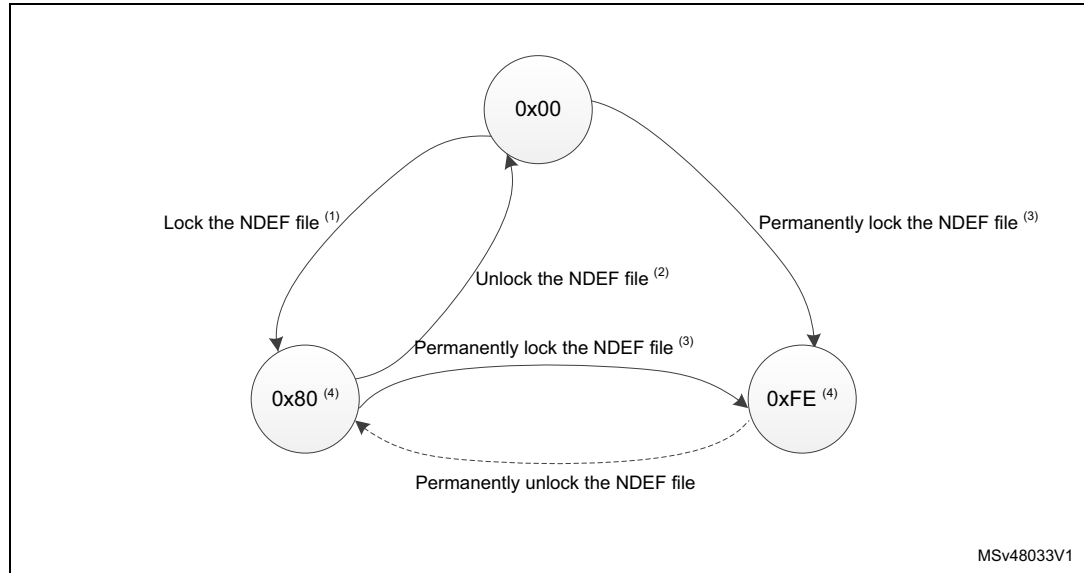 0x00
Lock the NDEF file (1)
Permanently lock the NDEF file (3)
Unlock the NDEF file (2)
Permanently lock the NDEF file (3)
0x80 (4)
0xFE (4)
Permanently unlock the NDEF file
MSv48033V1